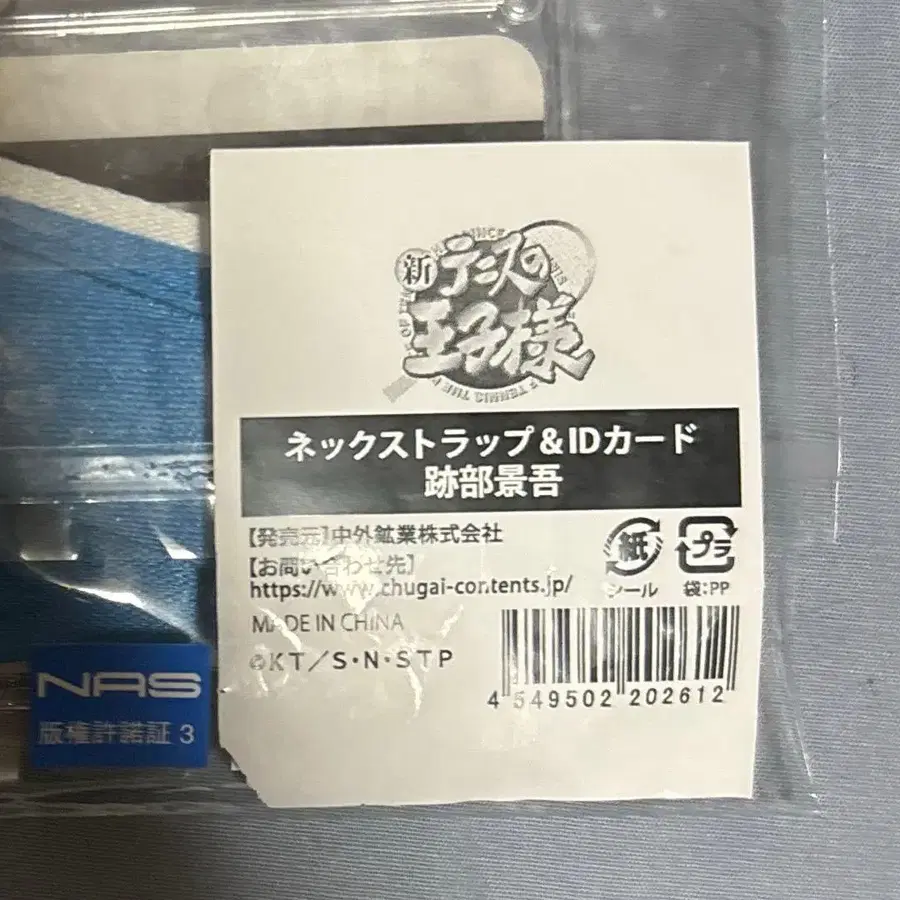 新テニスの
王子様
ネックストラップ&IDカード
跡部景吾
【発売元】中外鉱業株式会社
【お問い合わせ先】
https://www.chugai-contents.jp/
MADE IN CHINA
©KT/S・N・STP
紙
シール
プラ
袋:PP
4 549502 202612
NAS
版権許諾証 3